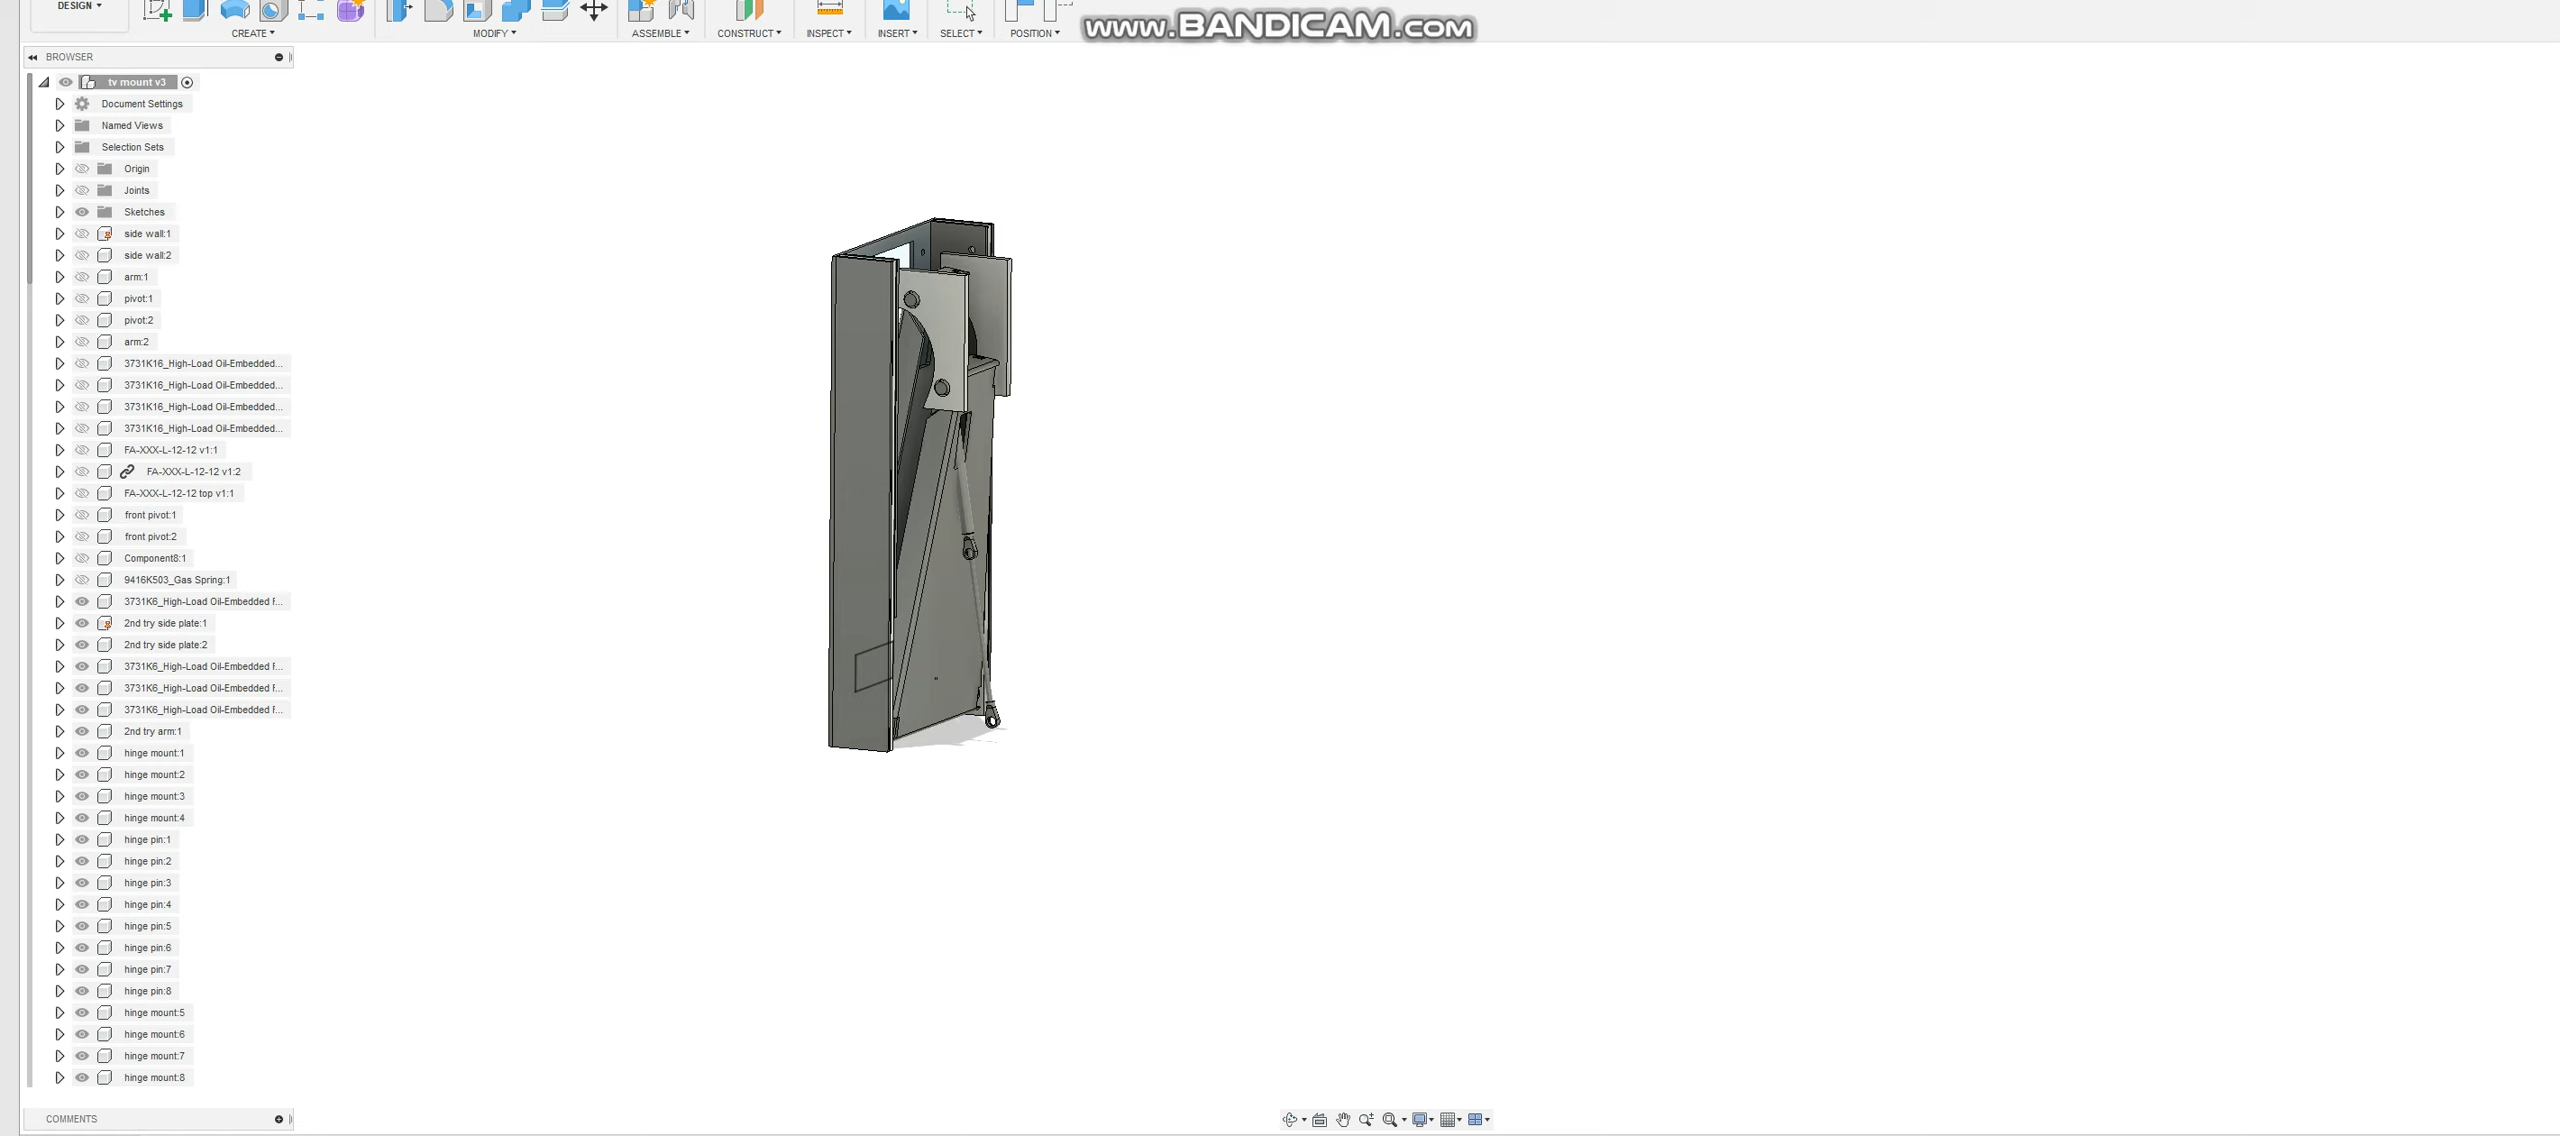 DESIGN
CREATE
MODIFY
ASSEMBLE
CONSTRUCT
INSPECT
INSERT
SELECT
POSITION
www.BANDICAM.com
BROWSER
tv mount v3
Document Settings
Named Views
Selection Sets
Origin
Joints
Sketches
side wall:1
side wall:2
arm:1
pivot:1
pivot:2
arm:2
3731K16_High-Load Oil-Embedded...
3731K16_High-Load Oil-Embedded...
3731K16_High-Load Oil-Embedded...
3731K16_High-Load Oil-Embedded...
FA-XXX-L-12-12 v1:1
FA-XXX-L-12-12 v1:2
FA-XXX-L-12-12 top v1:1
front pivot:1
front pivot:2
Component8:1
9416K503_Gas Spring:1
3731K6_High-Load Oil-Embedded F...
2nd try side plate:1
2nd try side plate:2
3731K6_High-Load Oil-Embedded F...
3731K6_High-Load Oil-Embedded F...
3731K6_High-Load Oil-Embedded F...
2nd try arm:1
hinge mount:1
hinge mount:2
hinge mount:3
hinge mount:4
hinge pin:1
hinge pin:2
hinge pin:3
hinge pin:4
hinge pin:5
hinge pin:6
hinge pin:7
hinge pin:8
hinge mount:5
hinge mount:6
hinge mount:7
hinge mount:8
COMMENTS